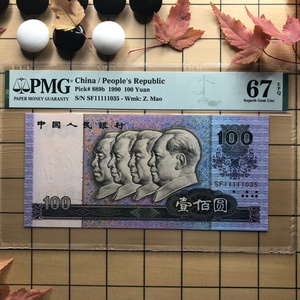 PMG
PAPER MONEY GUARANTY
China / People's Republic
Pick# 889b 1990 100 Yuan
S/N SF11111035 - Wmk: Z. Mao
67 EPQ
Superb Gem Unc
中国人民银行
100
SF11111035
100
壹佰圆